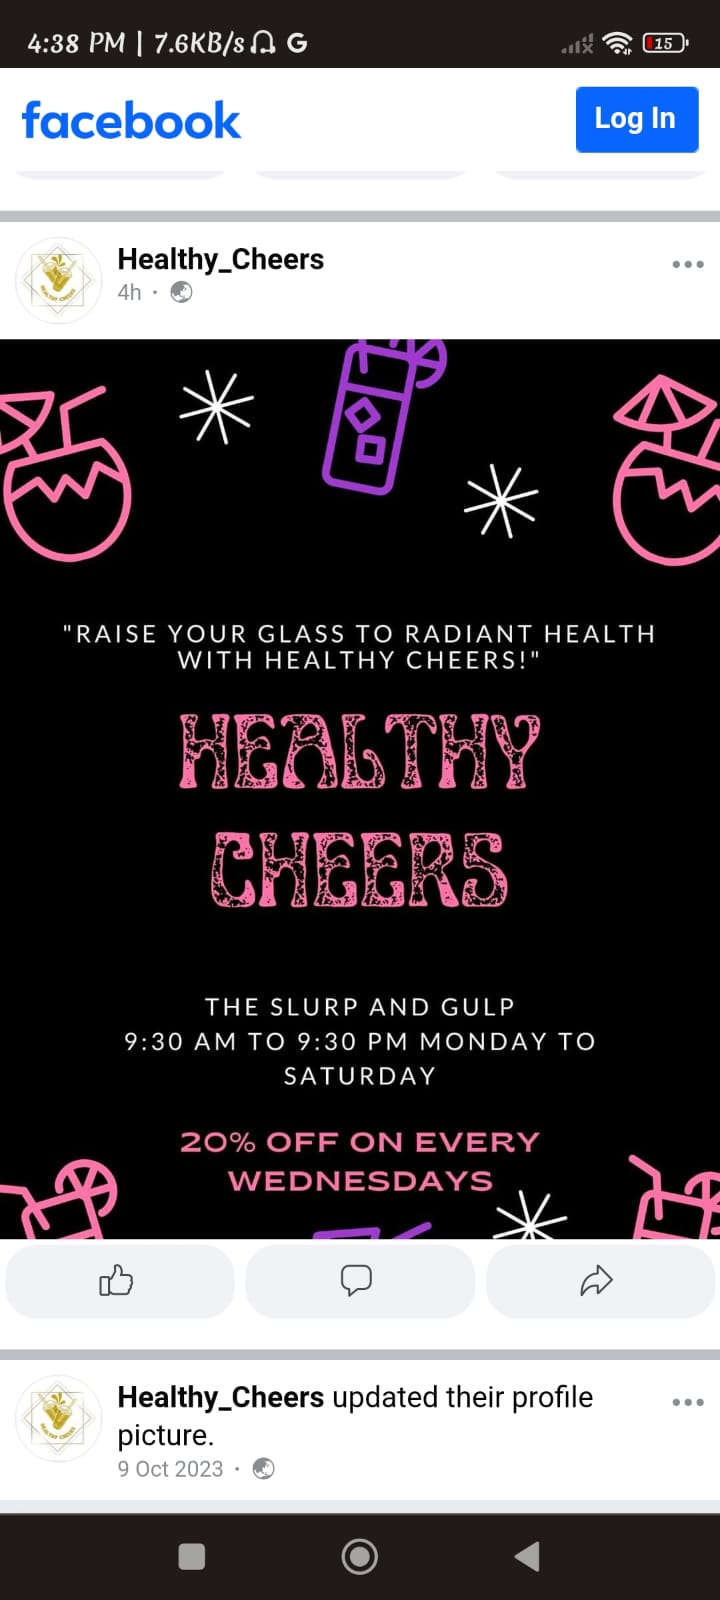 4:38 PM | 7.6KB/s G 15
facebook
Log In
Healthy_Cheers
4h ·
"RAISE YOUR GLASS TO RADIANT HEALTH
WITH HEALTHY CHEERS!"
HEALTHY
CHEERS
THE SLURP AND GULP
9:30 AM TO 9:30 PM MONDAY TO
SATURDAY
20% OFF ON EVERY
WEDNESDAYS
Healthy_Cheers updated their profile
picture.
9 Oct 2023 ·